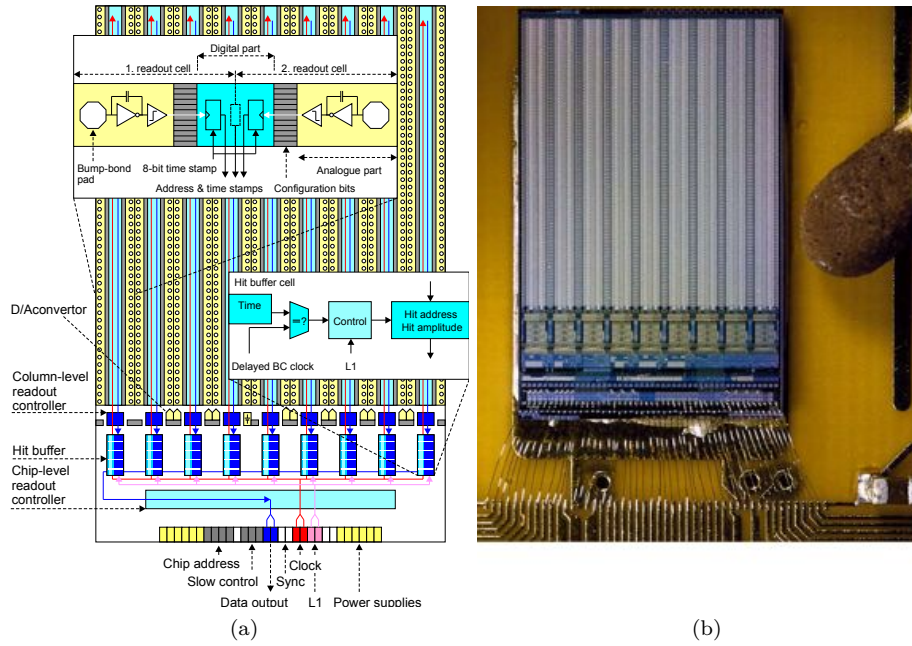 Digital part
1. readout cell
2. readout cell
Bump-bond
pad
8-bit time stamp
Analogue part
Address & time stamps
Configuration bits
Hit buffer cell
D/Aconvertor
Time
=?
Control
Hit address
Hit amplitude
Delayed BC clock
L1
Column-level
readout
controller
Hit buffer
Chip-level
readout
controller
Chip address
Clock
Slow control
Sync
Data output
L1
Power supplies
(a)
(b)